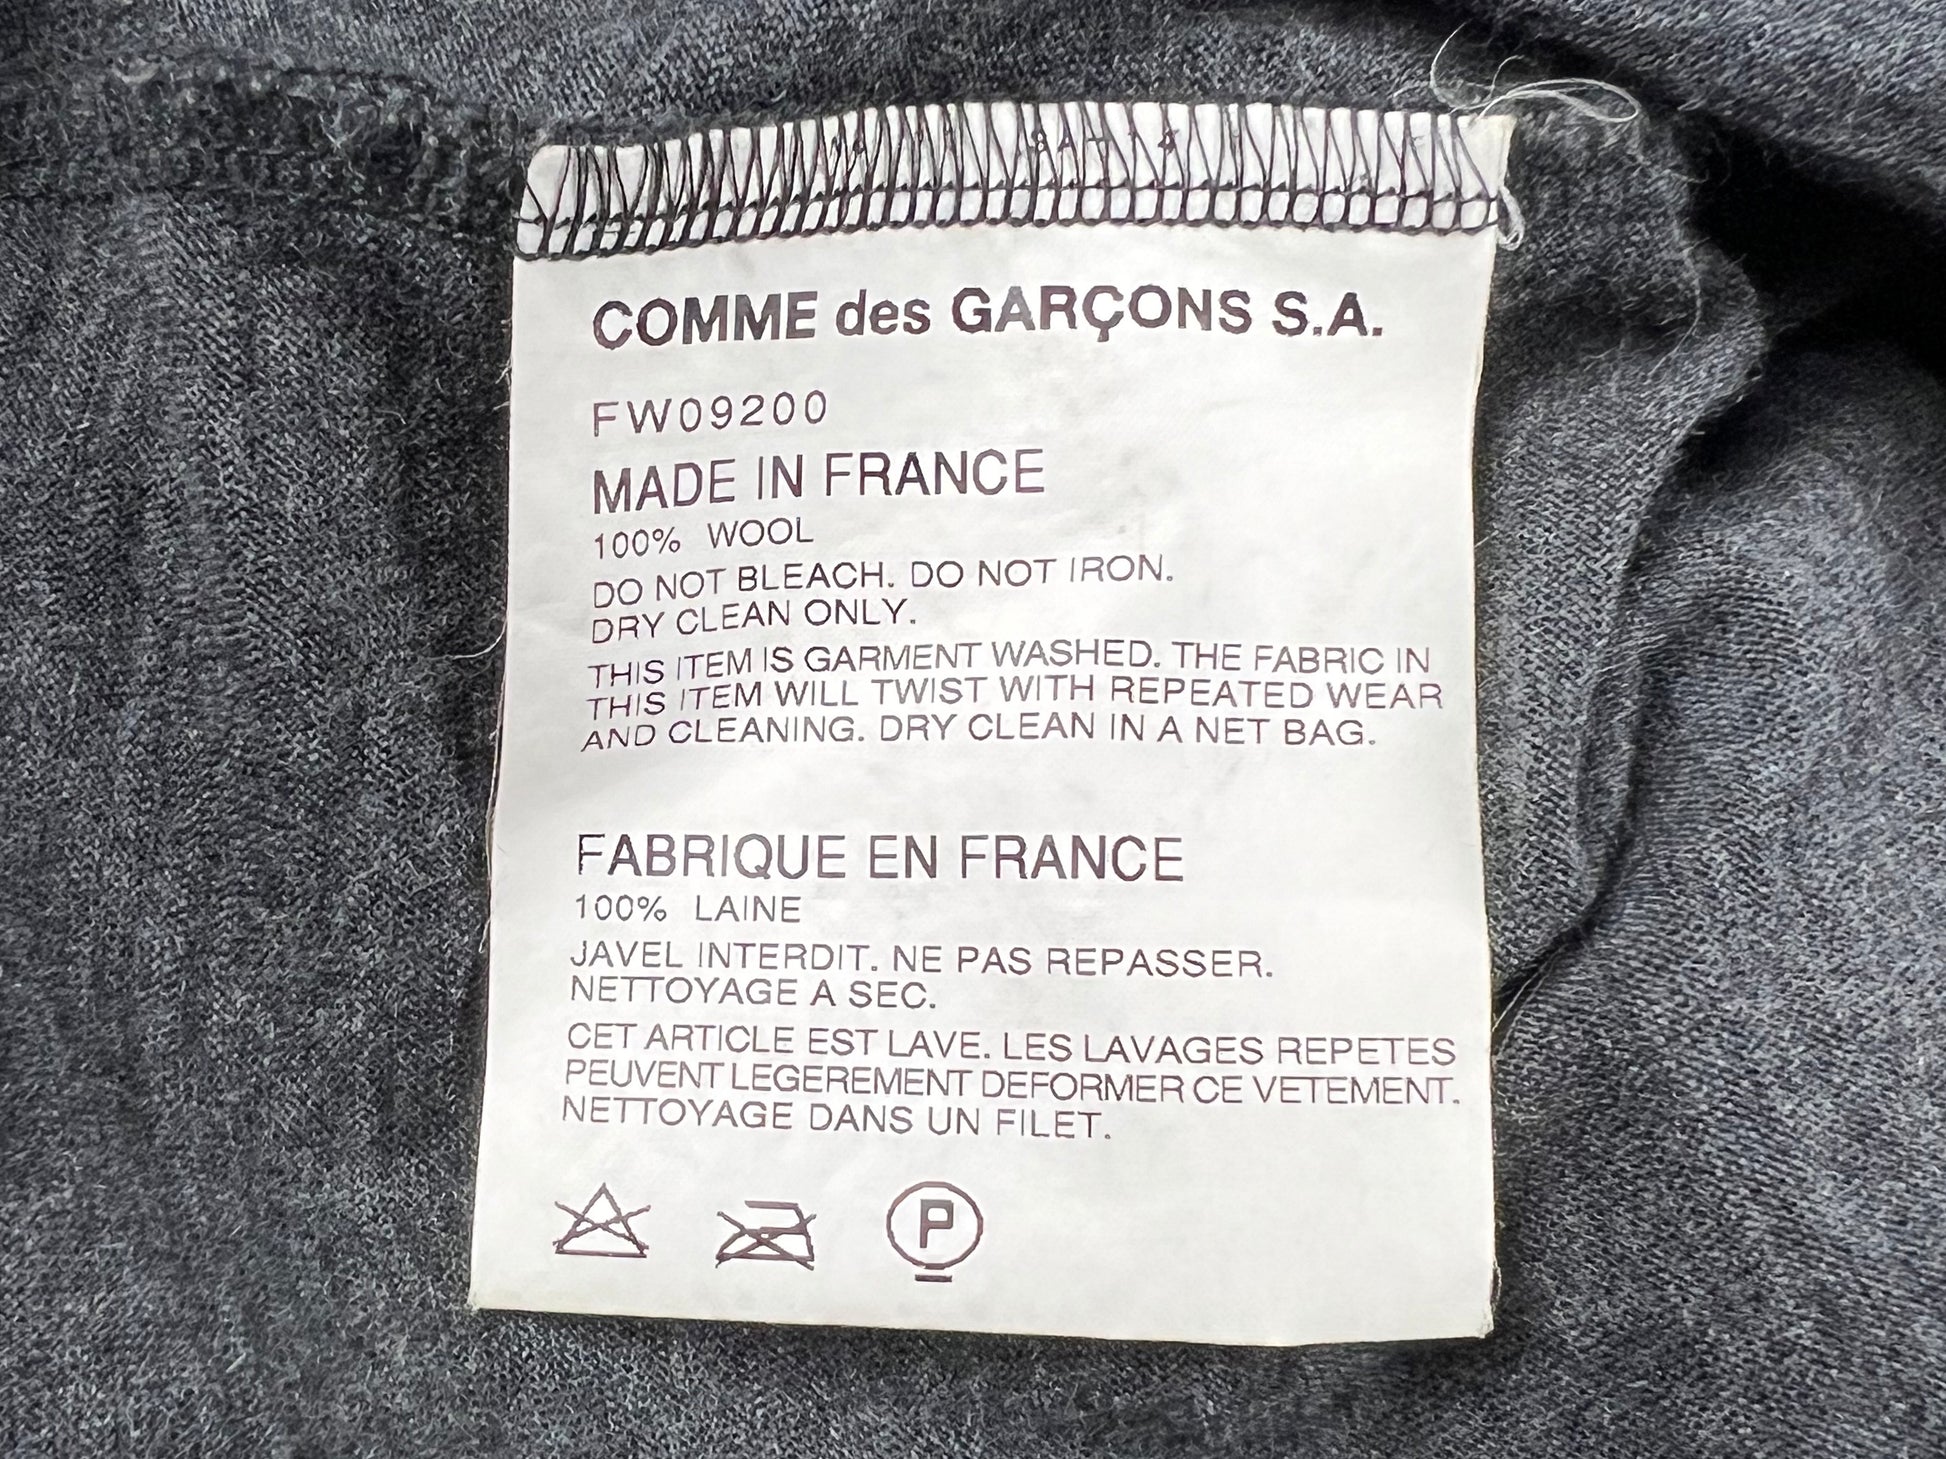 COMME des GARÇONS S.A.
FW09200
MADE IN FRANCE
100% WOOL
DO NOT BLEACH. DO NOT IRON.
DRY CLEAN ONLY.
THIS ITEM IS GARMENT WASHED. THE FABRIC IN
THIS ITEM WILL TWIST WITH REPEATED WEAR
AND CLEANING. DRY CLEAN IN A NET BAG.
FABRIQUE EN FRANCE
100% LAINE
JAVEL INTERDIT. NE PAS REPASSER.
NETTOYAGE A SEC.
CET ARTICLE EST LAVE. LES LAVAGES REPETES
PEUVENT LEGEREMENT DEFORMER CE VETEMENT.
NETTOYAGE DANS UN FILET.
P